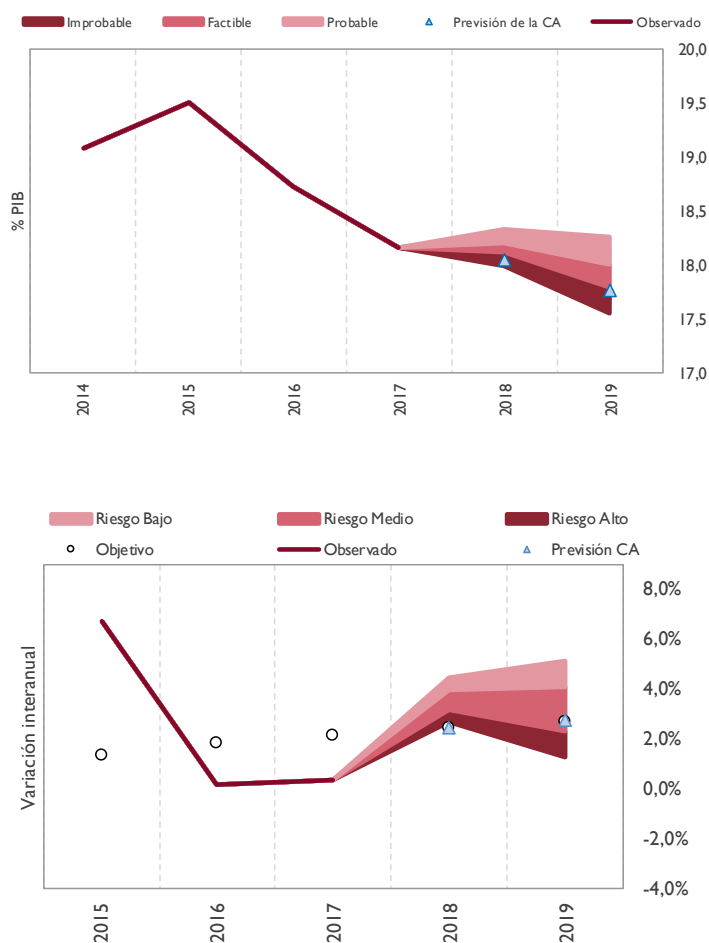 Improbable Factible Probable Previsión de la CA Observado
20,0
19,5
19,0
18,5
18,0
17,5
17,0
% PIB
2014 2015 2016 2017 2018 2019
Riesgo Bajo Riesgo Medio Riesgo Alto
Objetivo Observado Previsión CA
8,0%
6,0%
4,0%
2,0%
0,0%
-2,0%
-4,0%
Variación interanual
2015 2016 2017 2018 2019